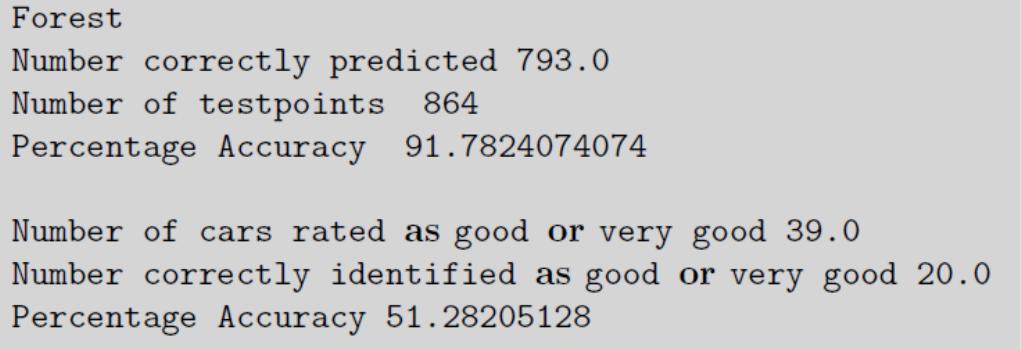 Forest
Number correctly predicted 793.0
Number of testpoints 864
Percentage Accuracy 91.7824074074
Number of cars rated as good or very good 39.0
Number correctly identified as good or very good 20.0
Percentage Accuracy 51.28205128